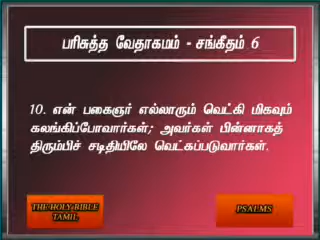 பரிசுத்த வேதாகமம் - சங்கீதம் 6
10. என் பகைஞர் எல்லாரும் வெட்கி மிகவும்
கலங்கிப்போவார்கள்; அவர்கள் பின்னாகத்
திரும்பிச் சடிதியிலே வெட்கப்படுவார்கள்.
THE HOLY BIBLE
TAMIL
PSALMS